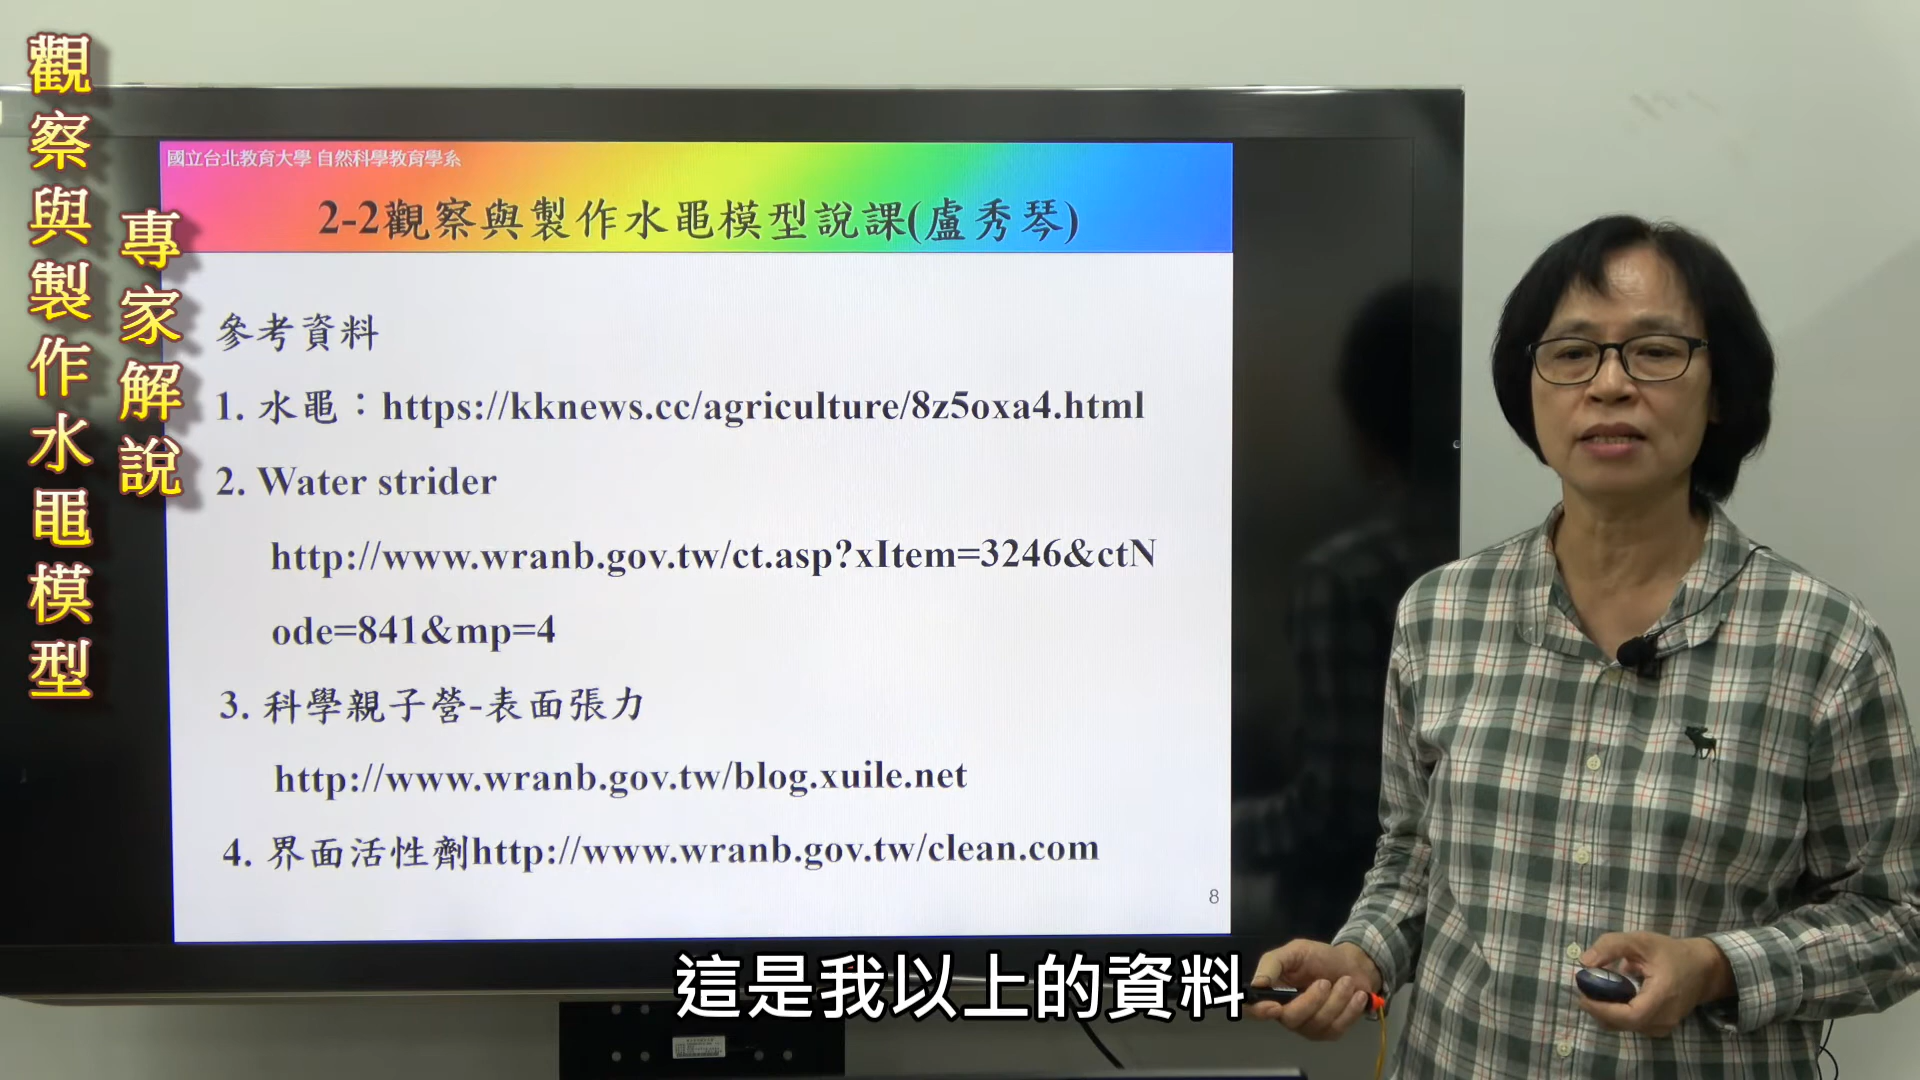 觀察與製作水黽模型
專家解說
國立台北教育大學 自然科學教育學系
2-2觀察與製作水黽模型說課(盧秀琴)
參考資料
1. 水黽：https://kknews.cc/agriculture/8z5oxa4.html
2. Water strider
http://www.wranb.gov.tw/ct.asp?xItem=3246&ctN
ode=841&mp=4
3. 科學親子營-表面張力
http://www.wranb.gov.tw/blog.xuile.net
4. 界面活性劑http://www.wranb.gov.tw/clean.com
8
這是我以上的資料